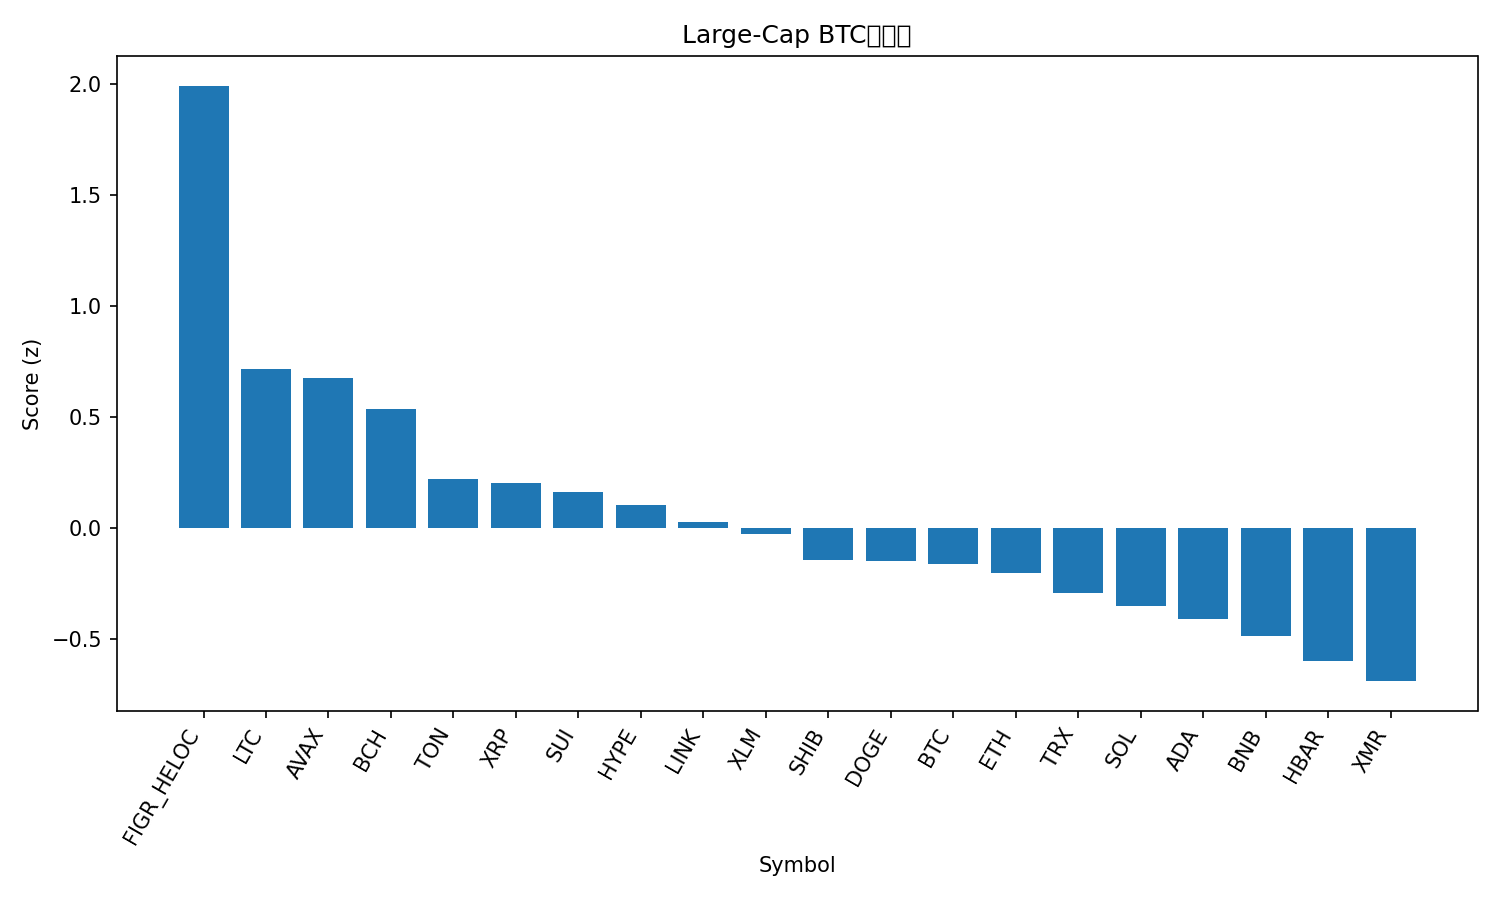 Large-Cap BTC
2.0
1.5
1.0
0.5
0.0
−0.5
Score (z)
FIGR_HELOC
LTC
AVAX
BCH
TON
XRP
SUI
HYPE
LINK
XLM
SHIB
DOGE
BTC
ETH
TRX
SOL
ADA
BNB
HBAR
XMR
Symbol